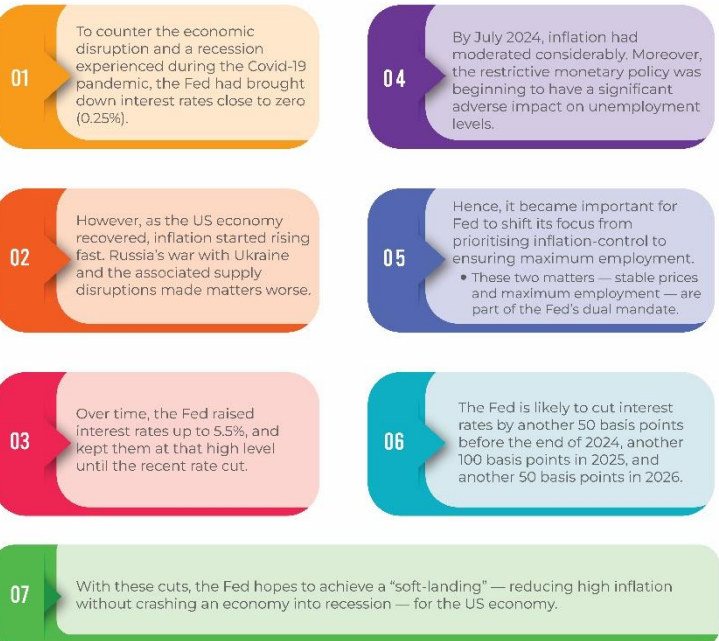 01
To counter the economic
disruption and a recession
experienced during the Covid-19
pandemic, the Fed had brought
down interest rates close to zero
(0.25%).
02
However, as the US economy
recovered, inflation started rising
fast. Russia's war with Ukraine
and the associated supply
disruptions made matters worse.
03
Over time, the Fed raised
interest rates up to 5.5%, and
kept them at that high level
until the recent rate cut.
04
By July 2024, inflation had
moderated considerably. Moreover,
the restrictive monetary policy was
beginning to have a significant
adverse impact on unemployment
levels.
05
Hence, it became important for
Fed to shift its focus from
prioritising inflation-control to
ensuring maximum employment.
• These two matters — stable prices
and maximum employment — are
part of the Fed's dual mandate.
06
The Fed is likely to cut interest
rates by another 50 basis points
before the end of 2024, another
100 basis points in 2025, and
another 50 basis points in 2026.
07
With these cuts, the Fed hopes to achieve a “soft-landing” — reducing high inflation
without crashing an economy into recession — for the US economy.